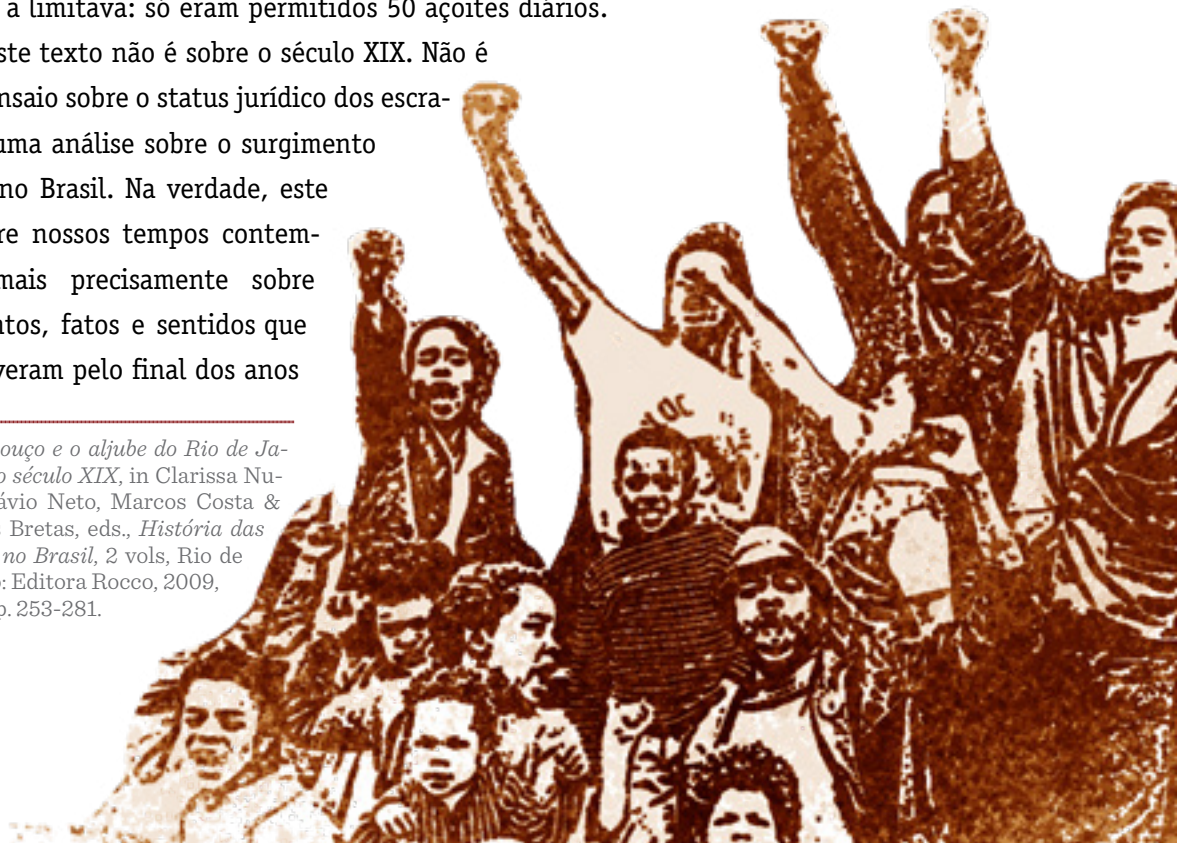 a limitava: só eram permitidos 50 açoites diários.
ste texto não é sobre o século XIX. Não é
nsaio sobre o status jurídico dos escra-
uma análise sobre o surgimento
no Brasil. Na verdade, este
re nossos tempos contem-
mais precisamente sobre
ntos, fatos e sentidos que
veram pelo final dos anos
ouço e o aljube do Rio de Ja-
o século XIX, in Clarissa Nu-
ávio Neto, Marcos Costa &
s Bretas, eds., História das
no Brasil, 2 vols, Rio de
o: Editora Rocco, 2009,
p. 253-281.